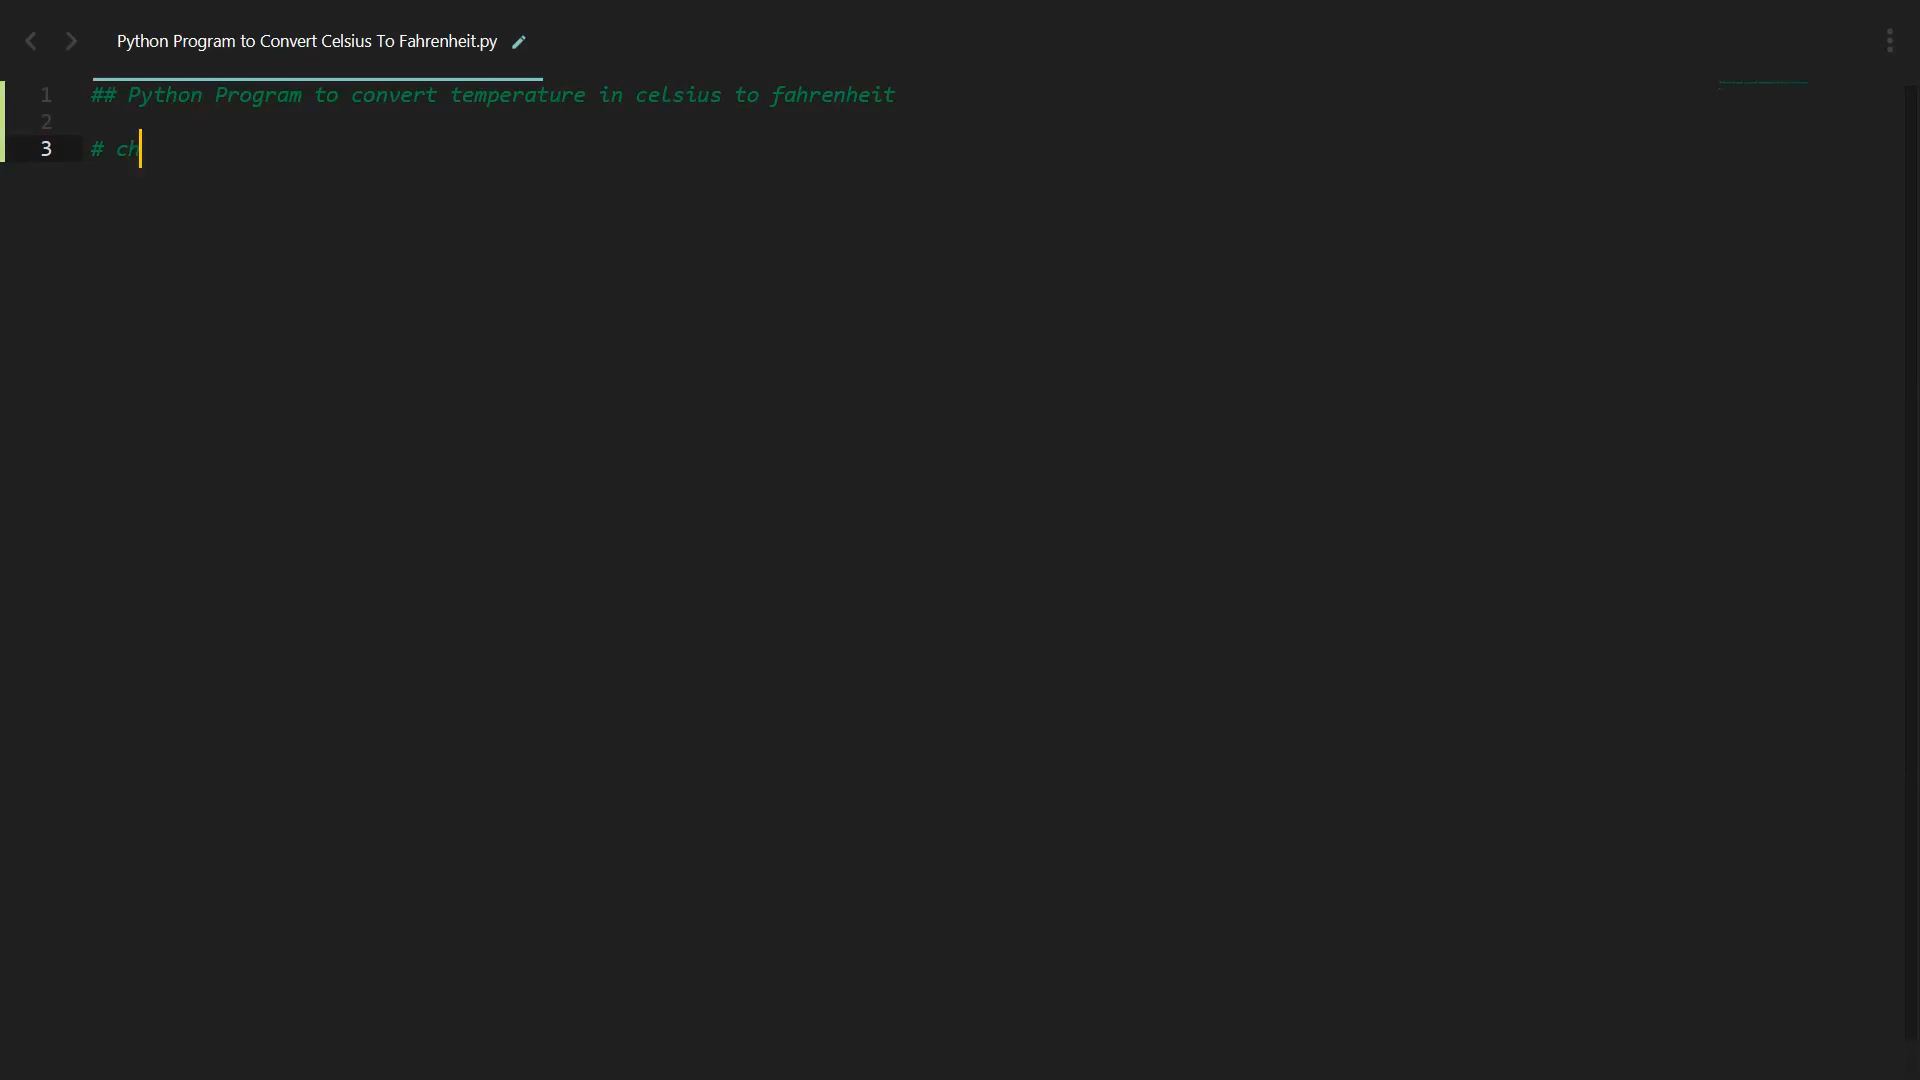 Python Program to Convert Celsius To Fahrenheit.py
1 ## Python Program to convert temperature in celsius to fahrenheit
2
3 # ch